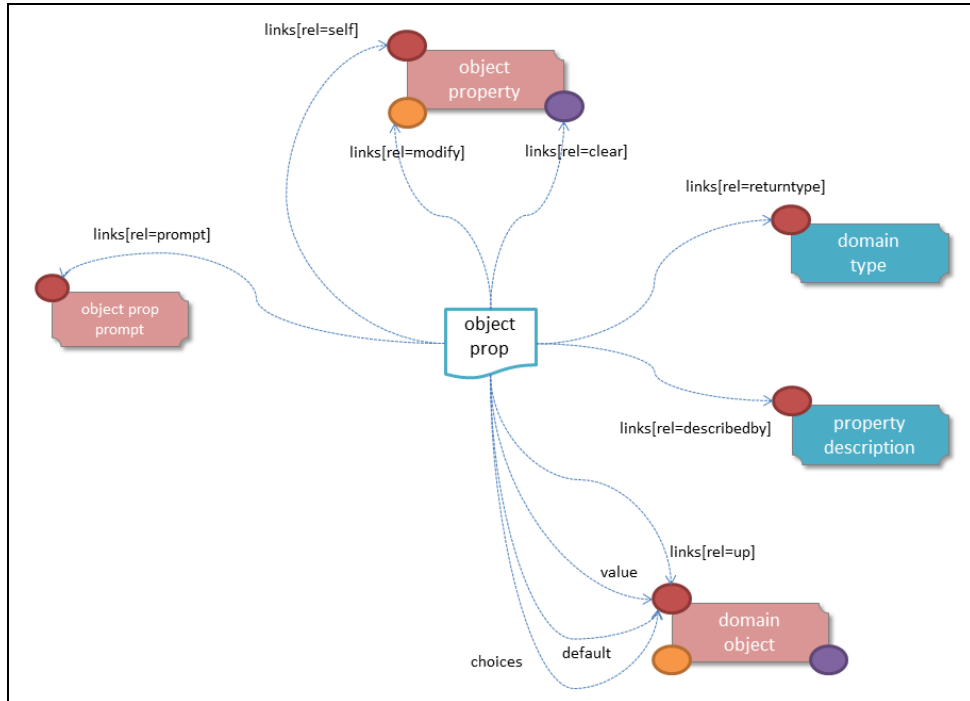 links[rel=self]
object
property
links[rel=modify]
links[rel=clear]
links[rel=returntype]
domain
type
links[rel=prompt]
object prop
prompt
object
prop
links[rel=describedby]
property
description
links[rel=up]
value
domain
object
default
choices